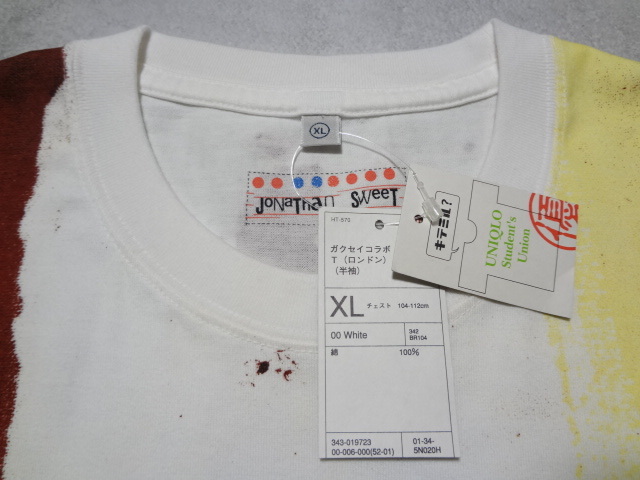 XL
JoNaThan SWeeT
HT-876
ガクセイコラボ
T（ロンドン）
（半袖）
XL チェスト 104-112cm
00 White
342
BR104
綿 100%
343-019723
00-006-000(52-01)
01-34-
5N020H
キテミル?
UNIQLO
Student's
Union